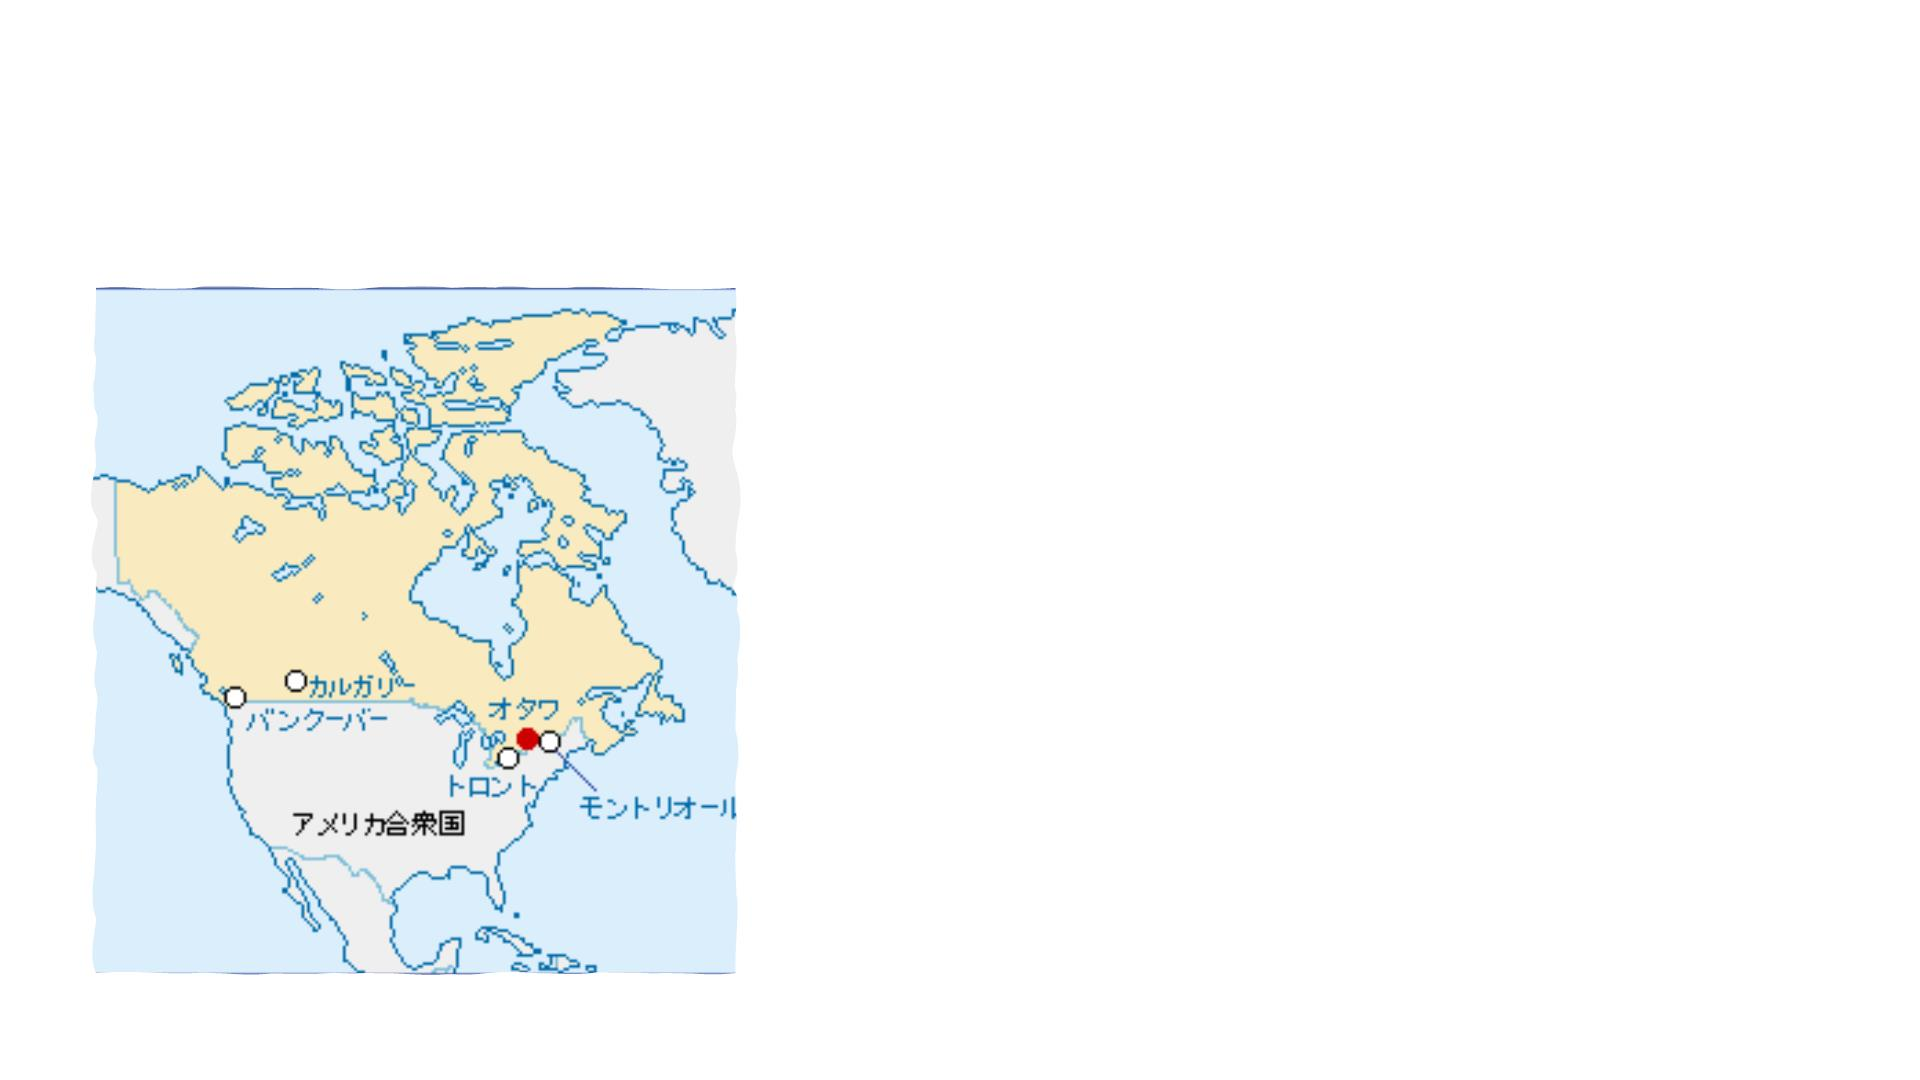 カルガリー
バンクーバー
オタワ
トロント
モントリオール
アメリカ合衆国